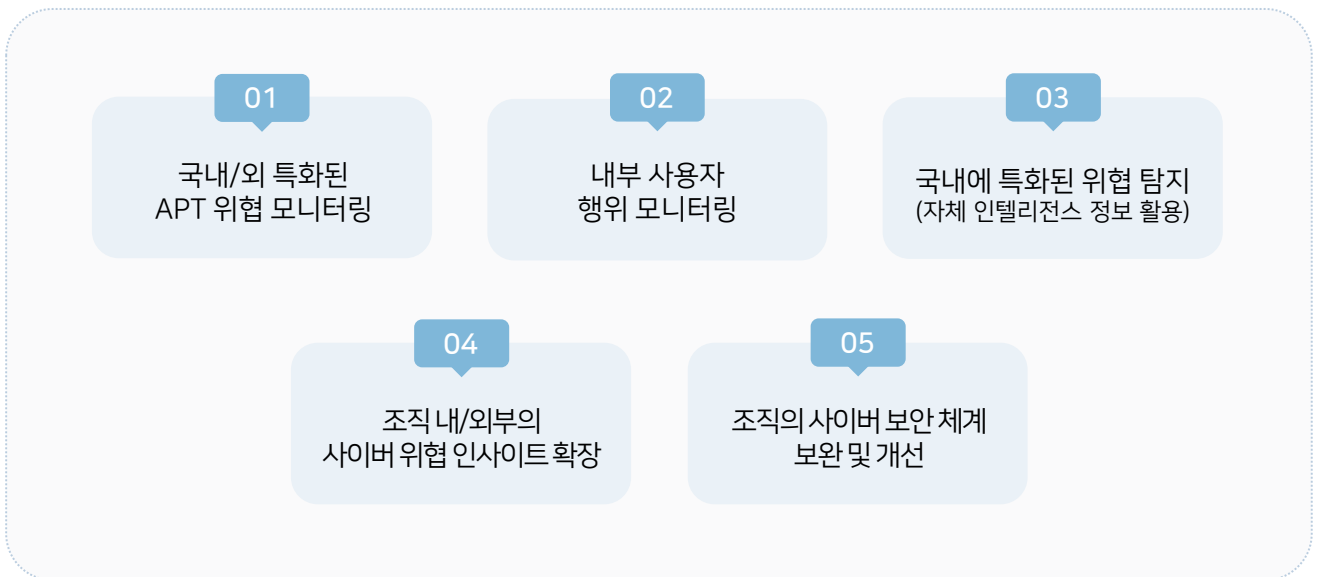 01
국내/외 특화된
APT 위협 모니터링
02
내부 사용자
행위 모니터링
03
국내에 특화된 위협 탐지
(자체 인텔리전스 정보 활용)
04
조직 내/외부의
사이버 위협 인사이트 확장
05
조직의 사이버 보안 체계
보완 및 개선